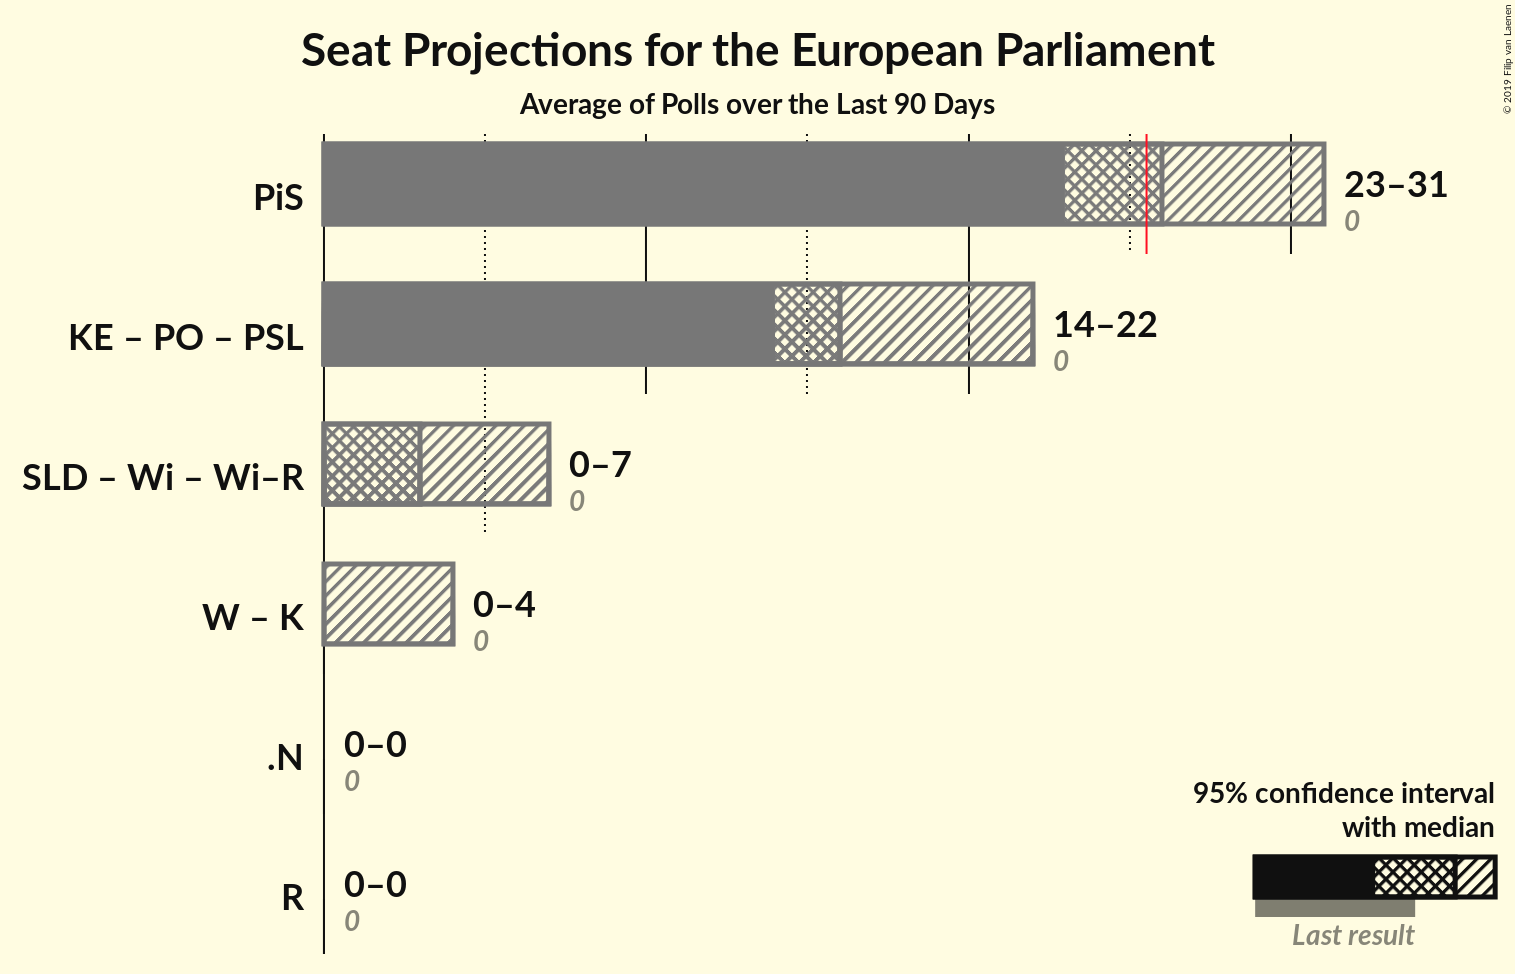 Seat Projections for the European Parliament
Average of Polls over the Last 90 Days
© 2019 Filip van Laenen
PiS
23–31
0
KE – PO – PSL
14–22
0
SLD – Wi – Wi–R
0–7
0
W – K
0–4
0
.N
0–0
0
R
0–0
0
95% confidence interval
with median
Last result